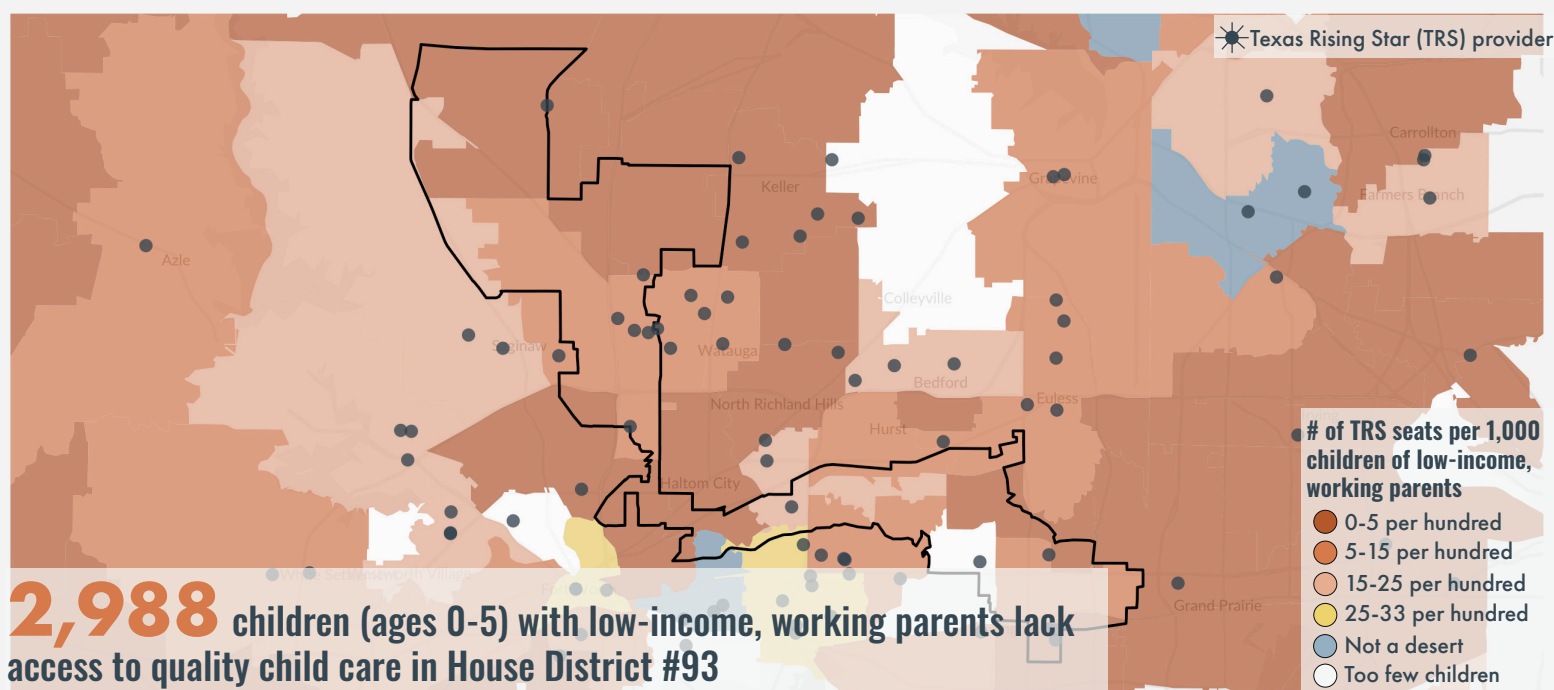 Texas Rising Star (TRS) provider
Carrollton
Keller
Grapevine
Farmers Branch
Azle
Colleyville
Saginaw
Watauga
Bedford
North Richland Hills
Euless
Hurst
Haltom City
Grand Prairie
# of TRS seats per 1,000
children of low-income,
working parents
0-5 per hundred
5-15 per hundred
15-25 per hundred
25-33 per hundred
Not a desert
Too few children
2,988 children (ages 0-5) with low-income, working parents lack
access to quality child care in House District #93